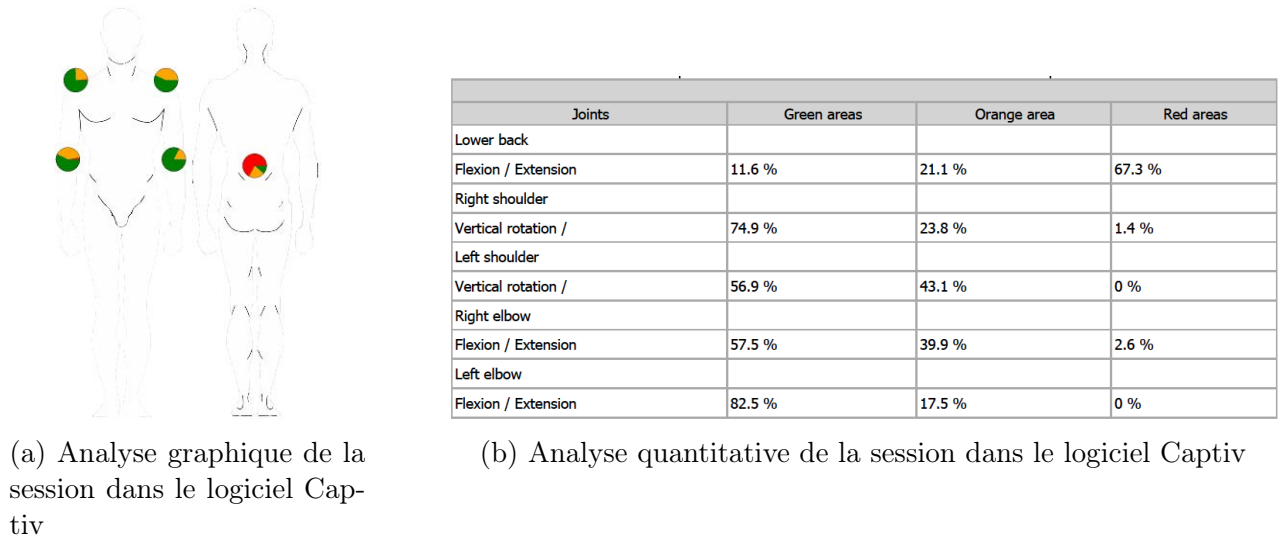 Joints Green areas Orange area Red areas
Lower back
Flexion / Extension 11.6 % 21.1 % 67.3 %
Right shoulder
Vertical rotation / 74.9 % 23.8 % 1.4 %
Left shoulder
Vertical rotation / 56.9 % 43.1 % 0 %
Right elbow
Flexion / Extension 57.5 % 39.9 % 2.6 %
Left elbow
Flexion / Extension 82.5 % 17.5 % 0 %
(a) Analyse graphique de la
session dans le logiciel Cap-
tiv
(b) Analyse quantitative de la session dans le logiciel Captiv